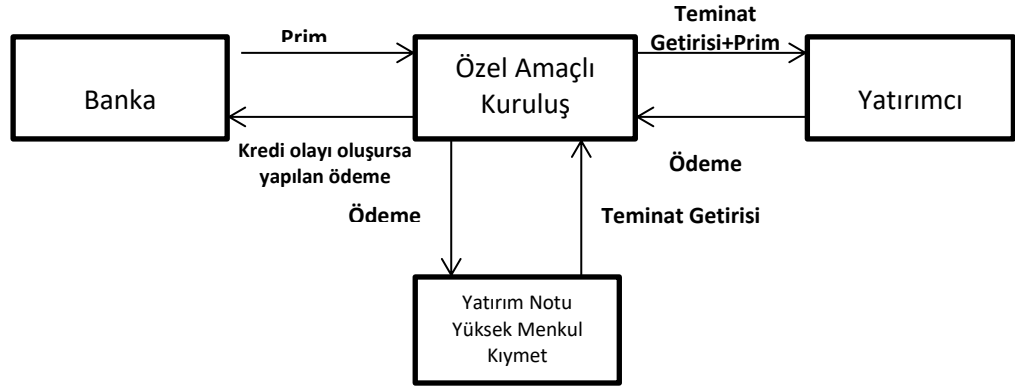 Prim
Teminat
Getirisi+Prim
Banka
Özel Amaçlı
Kuruluş
Yatırımcı
Kredi olayı oluşursa
yapılan ödeme
Ödeme
Ödeme
Teminat Getirisi
Yatırım Notu
Yüksek Menkul
Kıymet